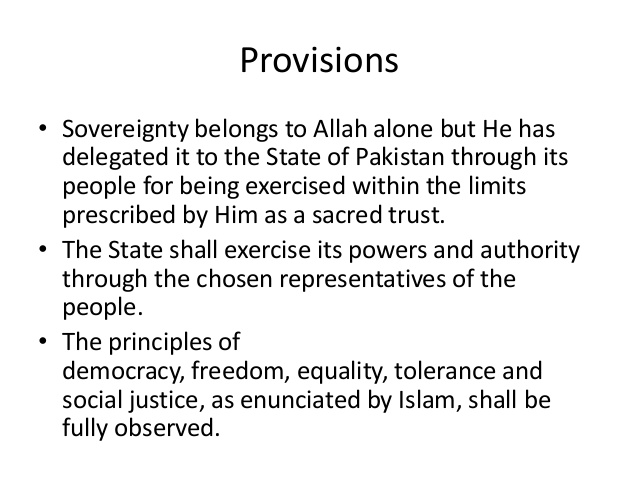 Provisions
• Sovereignty belongs to Allah alone but He has
delegated it to the State of Pakistan through its
people for being exercised within the limits
prescribed by Him as a sacred trust.
• The State shall exercise its powers and authority
through the chosen representatives of the
people.
• The principles of
democracy, freedom, equality, tolerance and
social justice, as enunciated by Islam, shall be
fully observed.